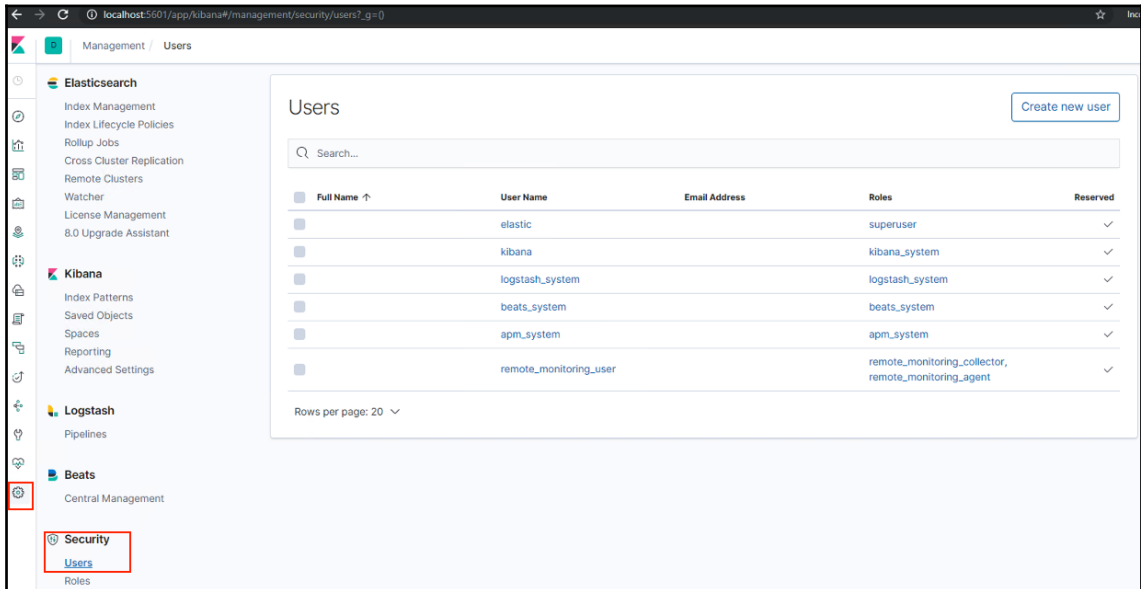 localhost:5601/app/kibana#/management/security/users?_g=()
Inc
D
Management / Users
Elasticsearch
Index Management
Index Lifecycle Policies
Rollup Jobs
Cross Cluster Replication
Remote Clusters
Watcher
License Management
8.0 Upgrade Assistant
Kibana
Index Patterns
Saved Objects
Spaces
Reporting
Advanced Settings
Logstash
Pipelines
Beats
Central Management
Security
Users
Roles
Users
Create new user
Search...
Full Name User Name Email Address Roles Reserved
elastic superuser
kibana kibana_system
logstash_system logstash_system
beats_system beats_system
apm_system apm_system
remote_monitoring_user remote_monitoring_collector,
remote_monitoring_agent
Rows per page: 20